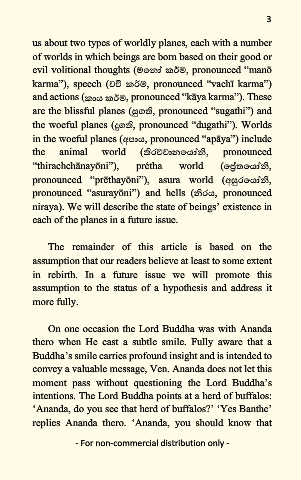 3
us about two types of worldly planes, each with a number
of worlds in which beings are born based on their good or
evil volitional thoughts (මනෝ කර්ම, pronounced “manō
karma”), speech (වචී කර්ම, pronounced “vachī karma”)
and actions (කාය කර්ම, pronounced “kāya karma”). These
are the blissful planes (සුගති, pronounced “sugathi”) and
the woeful planes (දුගති, pronounced “dugathi”). Worlds
in the woeful planes (අපාය, pronounced “apāya”) include
the animal world (තිරච්චානයෝනි, pronounced
“thirachchānayōni”), prétha world (ප්‍රේතයෝනි,
pronounced “prēthayōni”), asura world (අසුරයෝනි,
pronounced “asurayōni”) and hells (නිරය, pronounced
niraya). We will describe the state of beings’ existence in
each of the planes in a future issue.
The remainder of this article is based on the
assumption that our readers believe at least to some extent
in rebirth. In a future issue we will promote this
assumption to the status of a hypothesis and address it
more fully.
On one occasion the Lord Buddha was with Ananda
thero when He cast a subtle smile. Fully aware that a
Buddha’s smile carries profound insight and is intended to
convey a valuable message, Ven. Ananda does not let this
moment pass without questioning the Lord Buddha’s
intentions. The Lord Buddha points at a herd of buffalos:
‘Ananda, do you see that herd of buffalos?’ ‘Yes Banthe’
replies Ananda thero. ‘Ananda, you should know that
- For non-commercial distribution only -